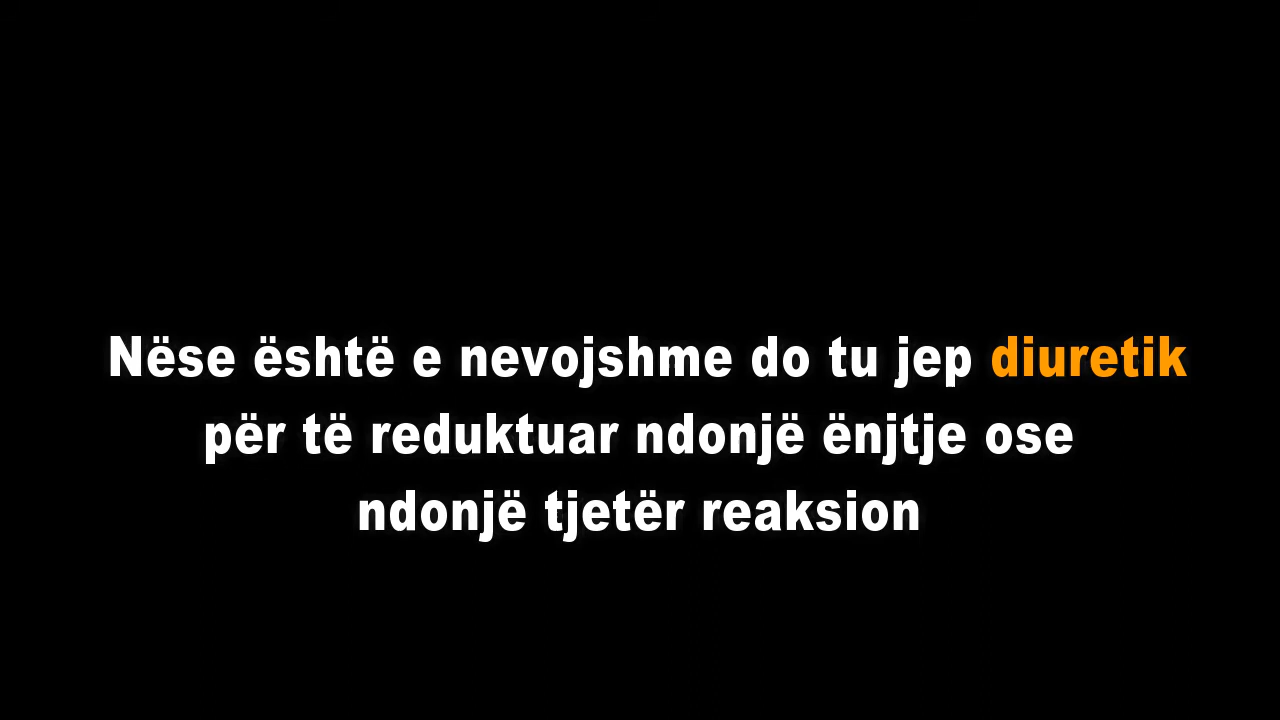 Nëse është e nevojshme do tu jep diuretik
për të reduktuar ndonjë ënjtje ose
ndonjë tjetër reaksion